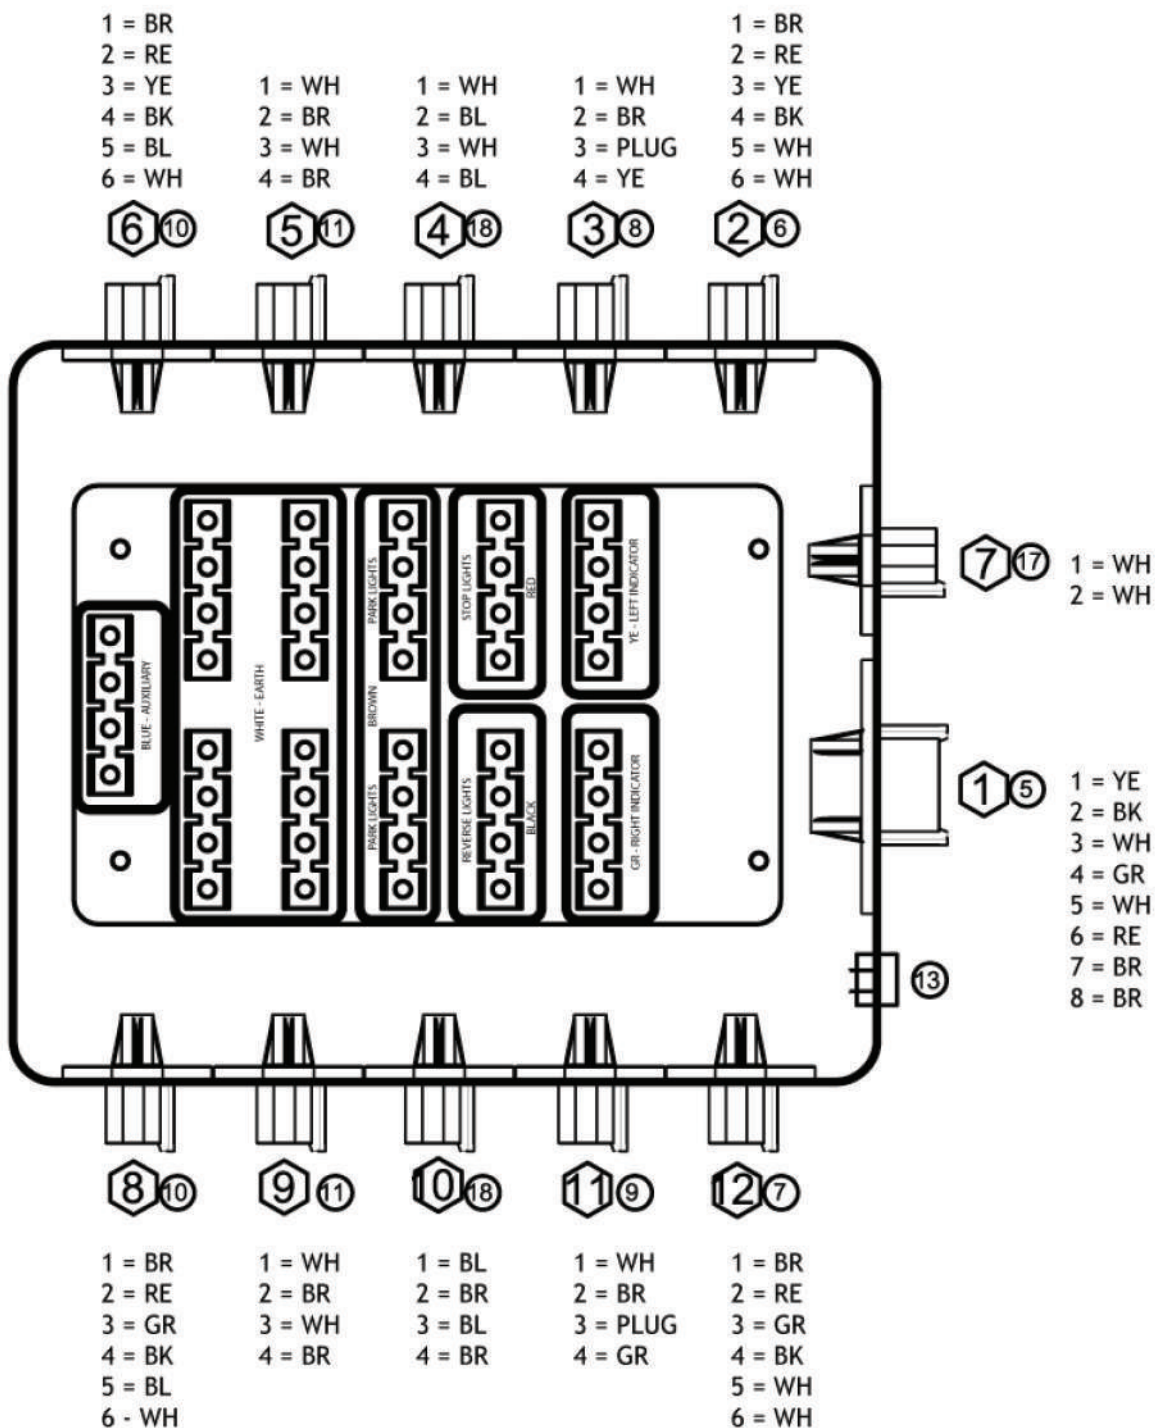 1 = BR
2 = RE
3 = YE
4 = BK
5 = BL
6 = WH
6 10
1 = WH
2 = BR
3 = WH
4 = BR
5 11
1 = WH
2 = BL
3 = WH
4 = BL
4 18
1 = WH
2 = BR
3 = PLUG
4 = YE
3 8
1 = BR
2 = RE
3 = YE
4 = BK
5 = WH
6 = WH
2 6
BLUE - AUXILIARY
WHITE - EARTH
PARK LIGHTS
BROWN
PARK LIGHTS
STOP LIGHTS
RED
REVERSE LIGHTS
BLACK
YE - LEFT INDICATOR
GR - RIGHT INDICATOR
7 17
1 = WH
2 = WH
1 5
1 = YE
2 = BK
3 = WH
4 = GR
5 = WH
6 = RE
7 = BR
8 = BR
13
8 10
1 = BR
2 = RE
3 = GR
4 = BK
5 = BL
6 - WH
9 11
1 = WH
2 = BR
3 = WH
4 = BR
10 18
1 = BL
2 = BR
3 = BL
4 = BR
11 9
1 = WH
2 = BR
3 = PLUG
4 = GR
12 7
1 = BR
2 = RE
3 = GR
4 = BK
5 = WH
6 = WH